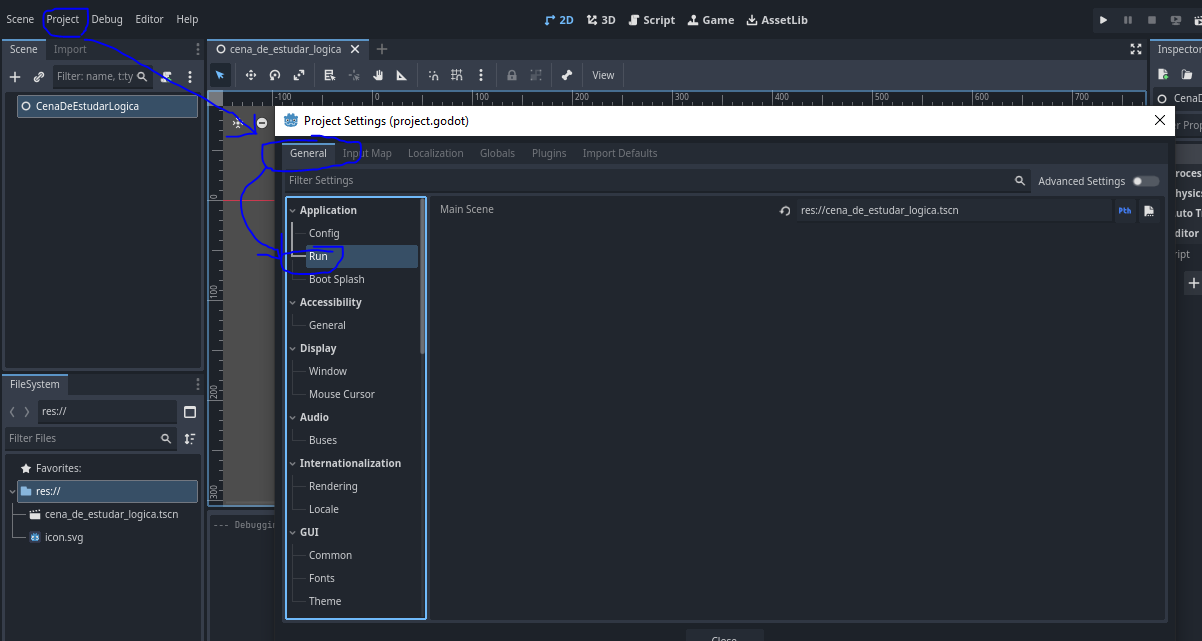 Scene Project Debug Editor Help
2D 3D Script Game AssetLib
Scene Import
cena_de_estudar_logica
Inspector
Filter: name, t:ty
View
CenaDeEstudarLogica
-100 0 100 200 300 400 500 600 700
0
100
200
300
CenaD
r Prop
Project Settings (project.godot)
General Input Map Localization Globals Plugins Import Defaults
Filter Settings
Advanced Settings
Application
Config
Run
Boot Splash
Accessibility
General
Display
Window
Mouse Cursor
Audio
Buses
Internationalization
Rendering
Locale
GUI
Common
Fonts
Theme
Main Scene
res://cena_de_estudar_logica.tscn
Pth
Close
roces
hysics
uto T
ditor
ript
FileSystem
res://
Filter Files
Favorites:
res://
cena_de_estudar_logica.tscn
icon.svg
--- Debuggin